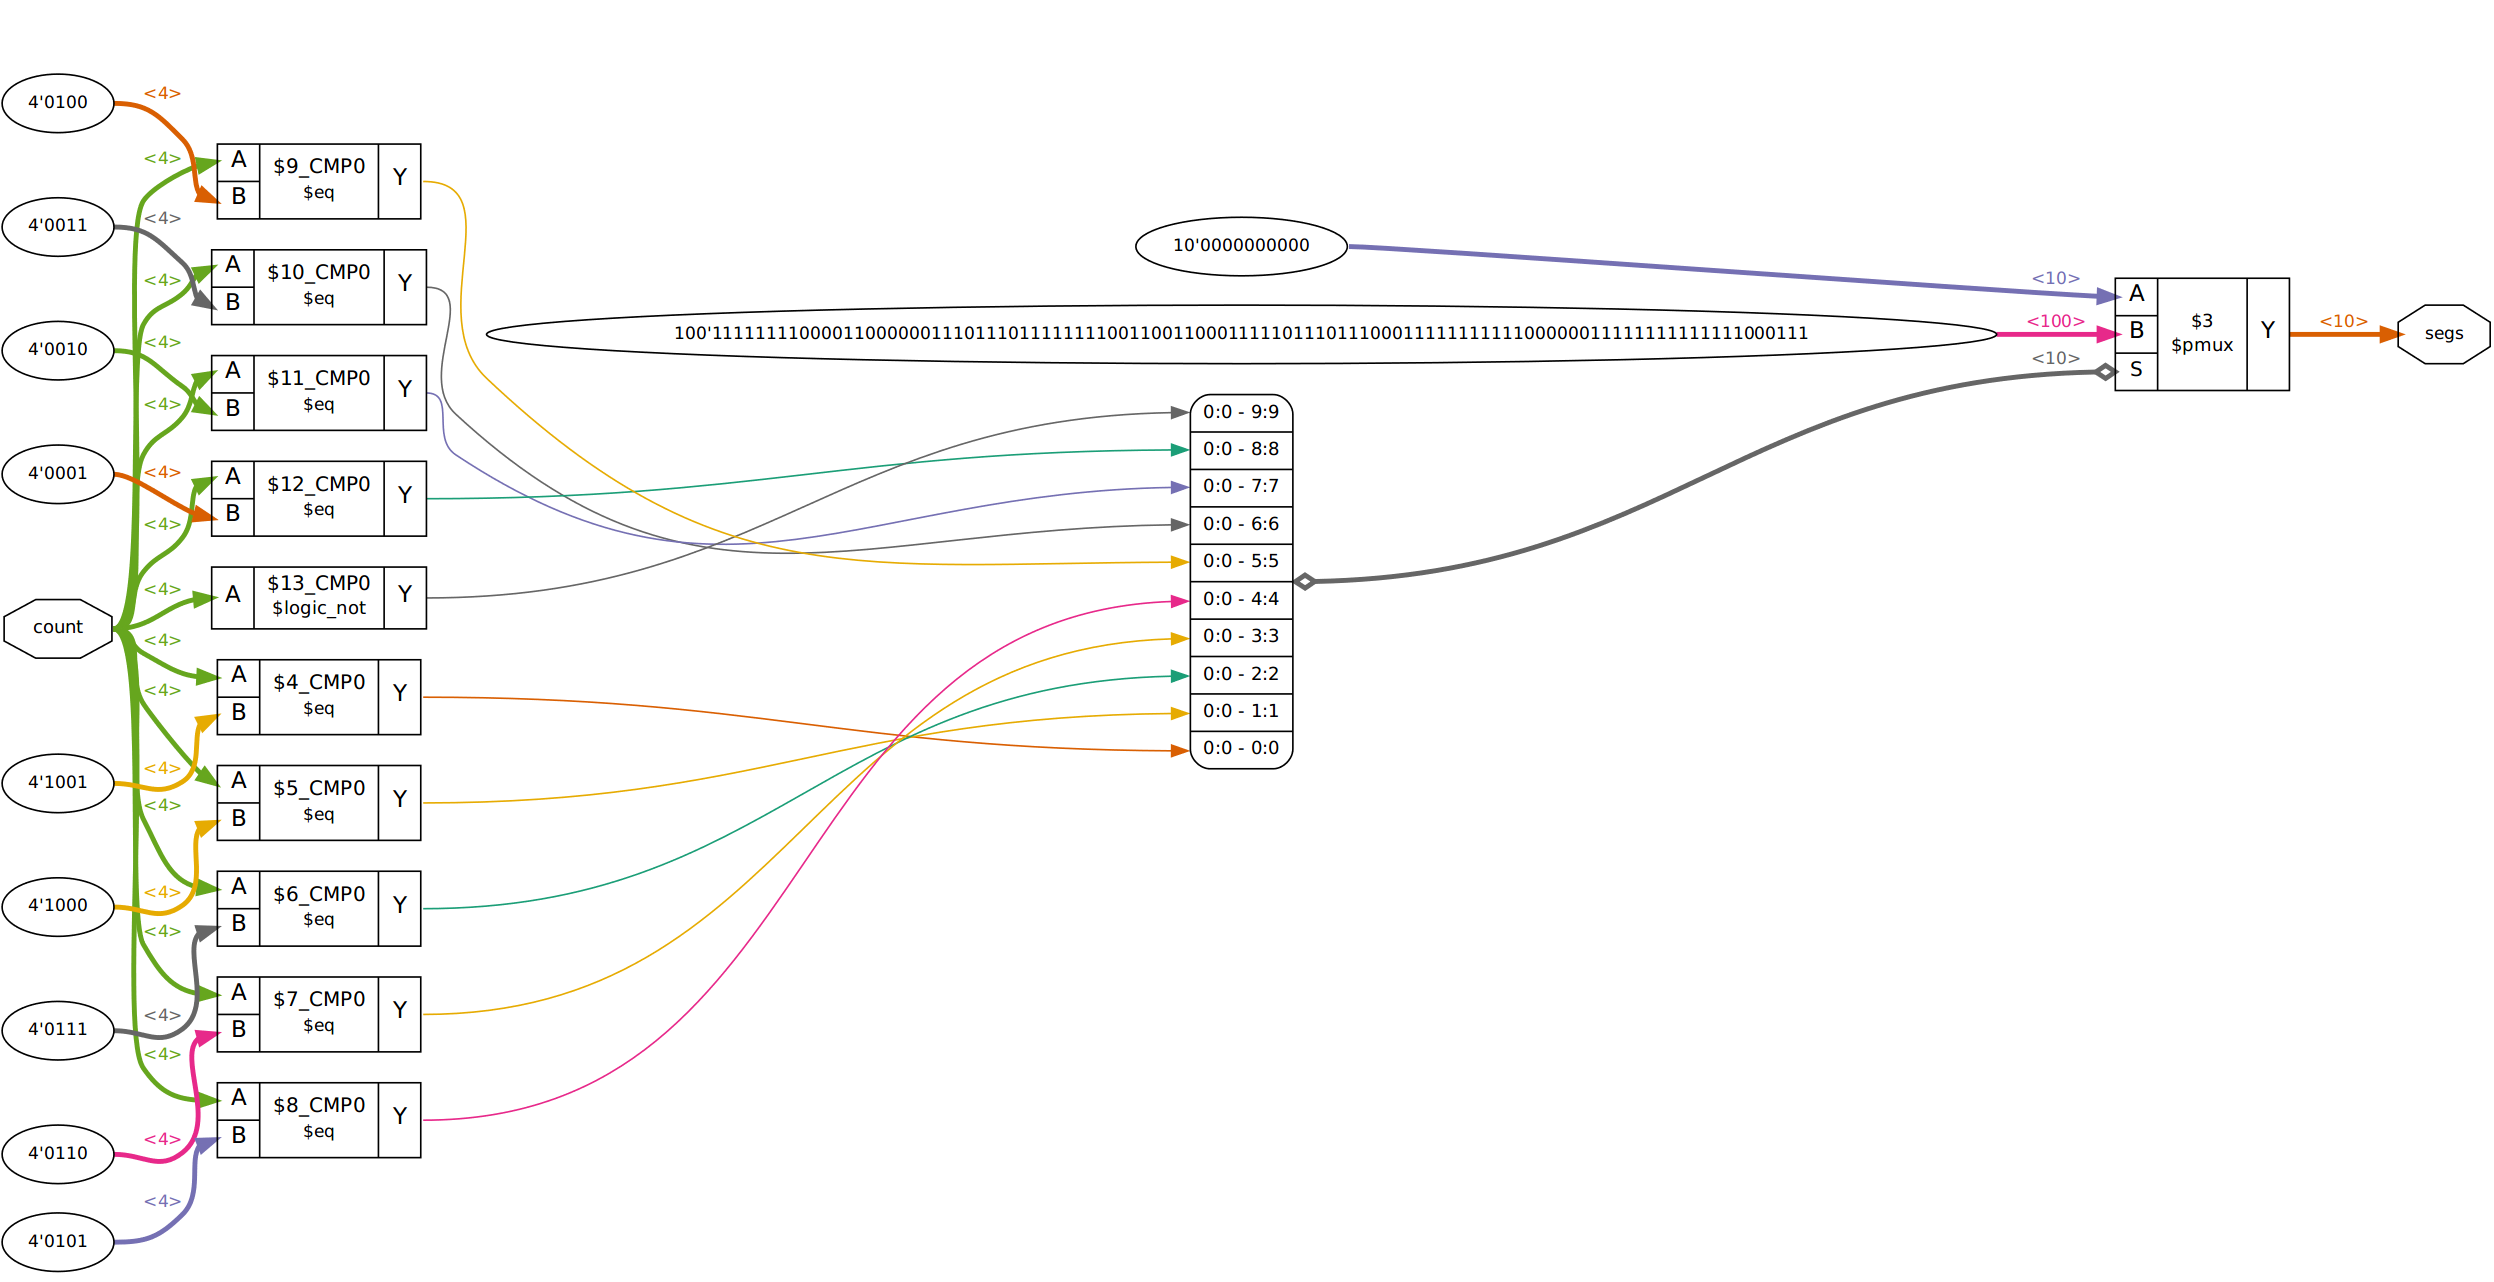 4'0100
<4>
<4>
A
B
$9_CMP0
$eq
Y
4'0011
<4>
<4>
A
B
$10_CMP0
$eq
Y
10'0000000000
<10>
4'0010
<4>
<4>
A
B
$11_CMP0
$eq
Y
<100>
<10>
A
B
S
$3
$pmux
Y
<10>
segs
4'0001
<4>
<4>
A
B
$12_CMP0
$eq
Y
0:0 - 9:9
0:0 - 8:8
0:0 - 7:7
0:0 - 6:6
0:0 - 5:5
0:0 - 4:4
0:0 - 3:3
0:0 - 2:2
0:0 - 1:1
0:0 - 0:0
count
<4>
A
$13_CMP0
$logic_not
Y
<4>
<4>
A
B
$4_CMP0
$eq
Y
4'1001
<4>
<4>
A
B
$5_CMP0
$eq
Y
4'1000
<4>
<4>
A
B
$6_CMP0
$eq
Y
4'0111
<4>
<4>
A
B
$7_CMP0
$eq
Y
4'0110
<4>
A
B
$8_CMP0
$eq
Y
4'0101
<4>